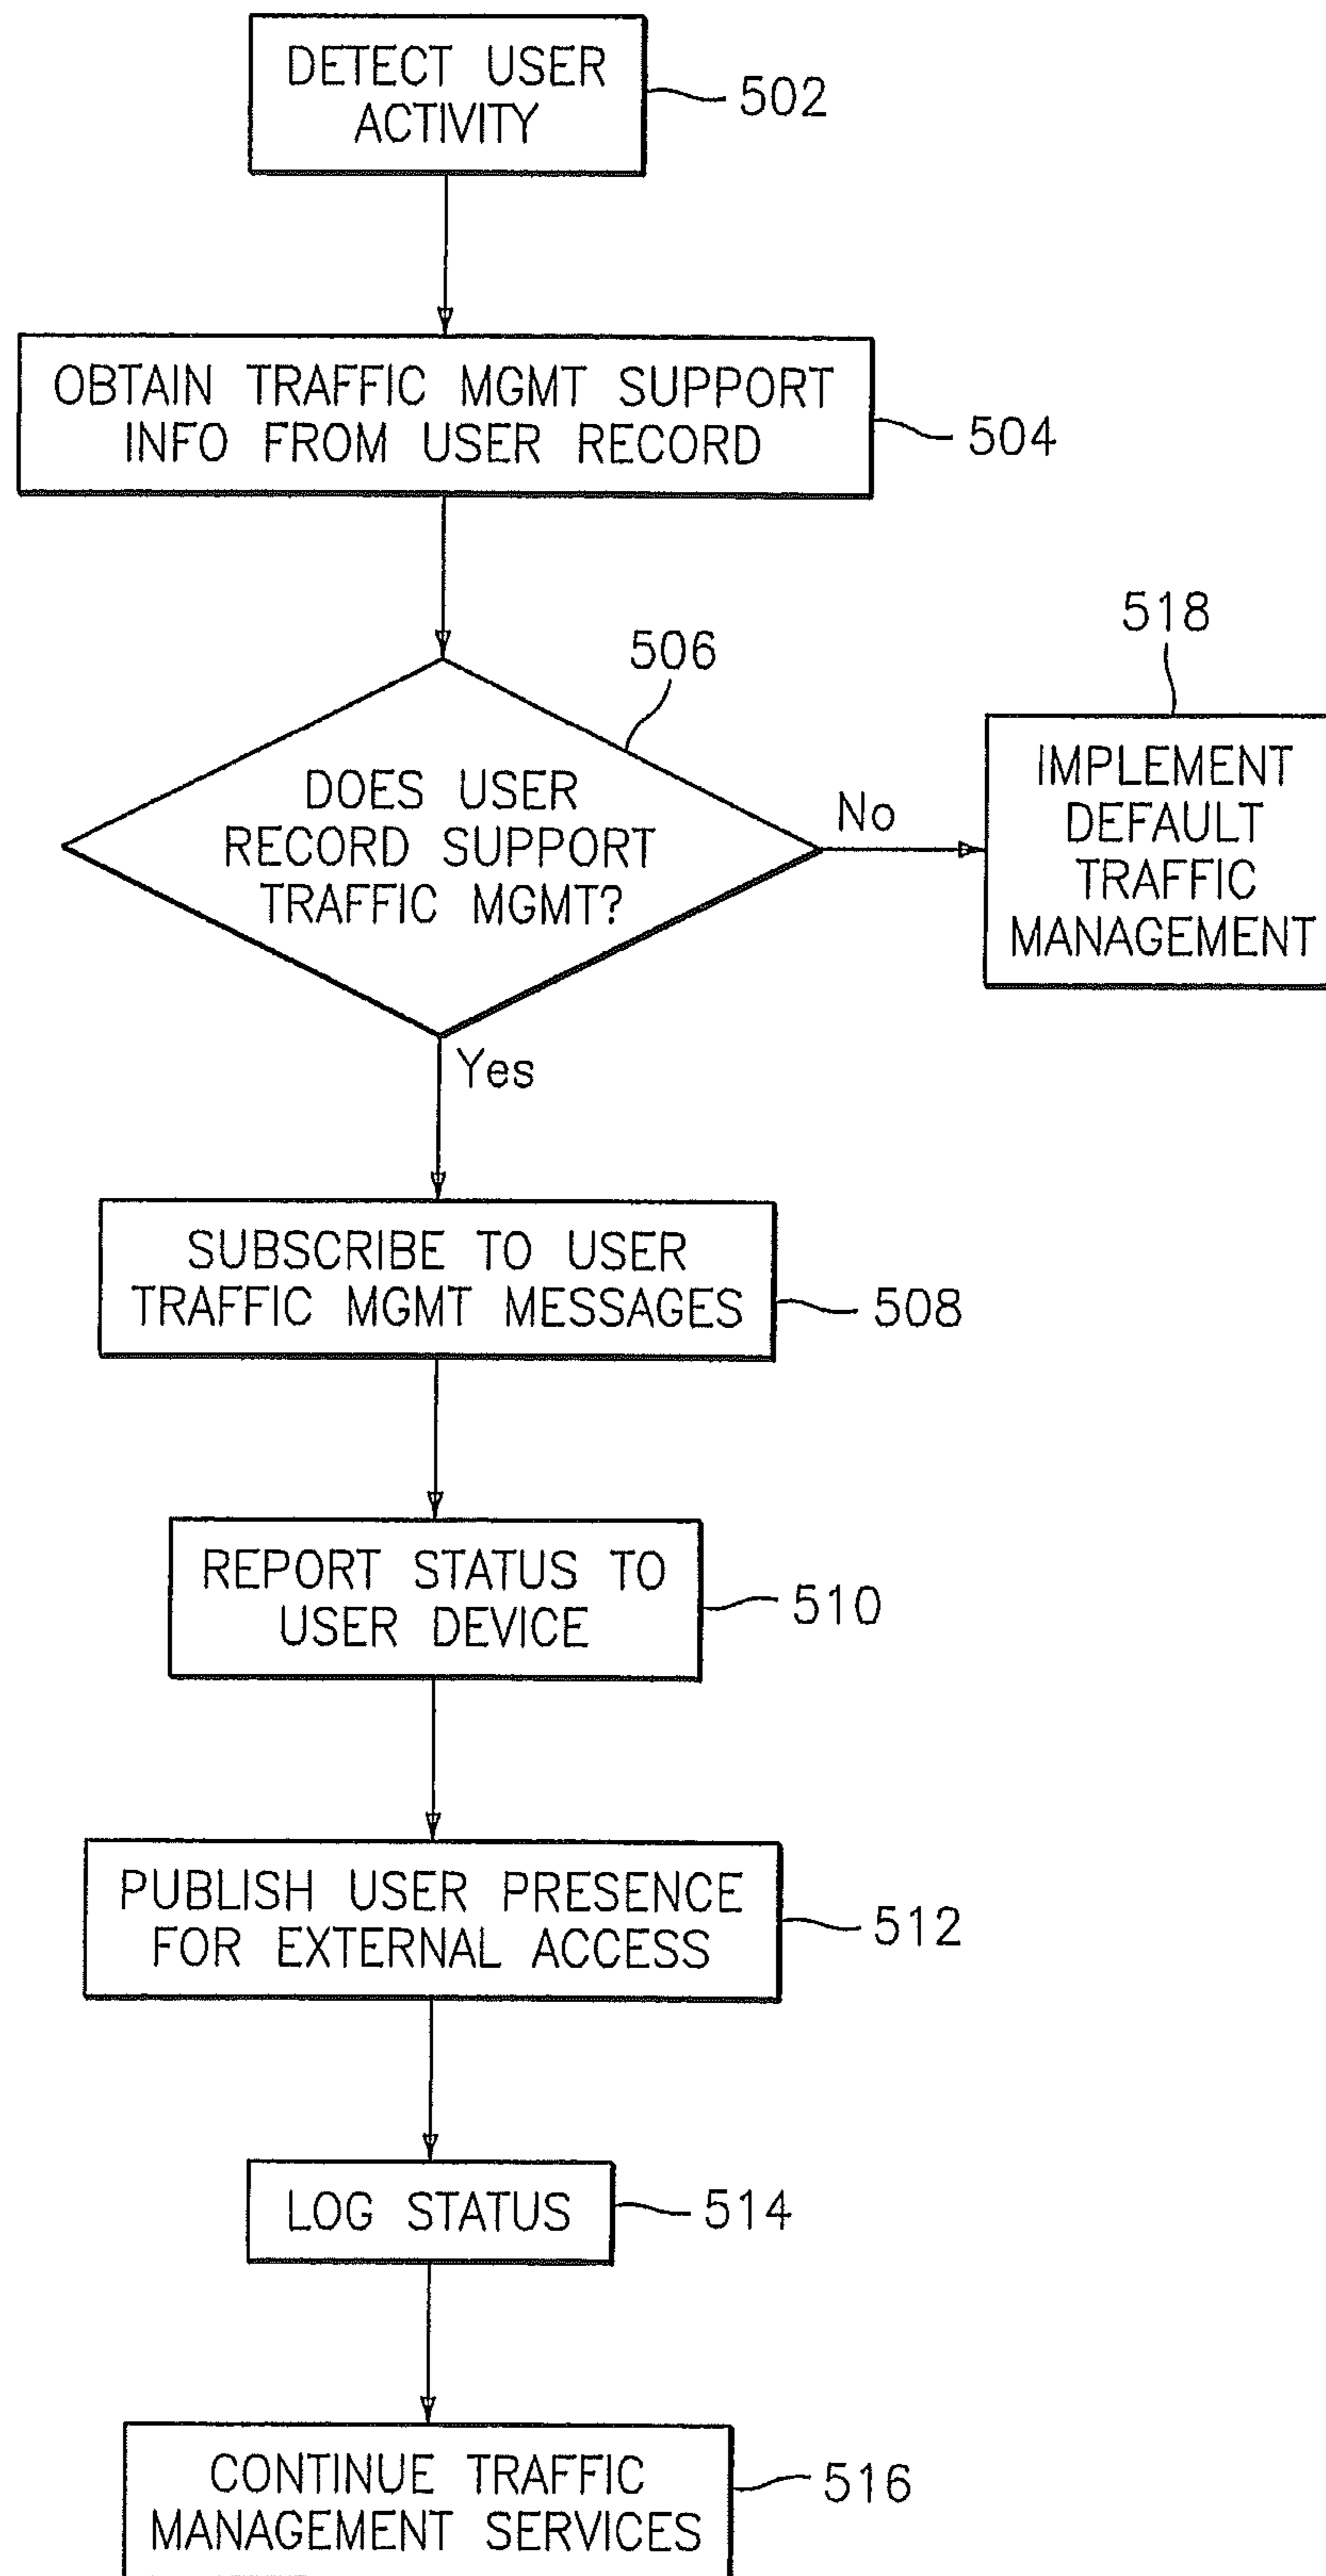 DETECT USER
ACTIVITY
502
OBTAIN TRAFFIC MGMT SUPPORT
INFO FROM USER RECORD
504
506
DOES USER
RECORD SUPPORT
TRAFFIC MGMT?
No
518
IMPLEMENT
DEFAULT
TRAFFIC
MANAGEMENT
Yes
SUBSCRIBE TO USER
TRAFFIC MGMT MESSAGES
508
REPORT STATUS TO
USER DEVICE
510
PUBLISH USER PRESENCE
FOR EXTERNAL ACCESS
512
LOG STATUS
514
CONTINUE TRAFFIC
MANAGEMENT SERVICES
516